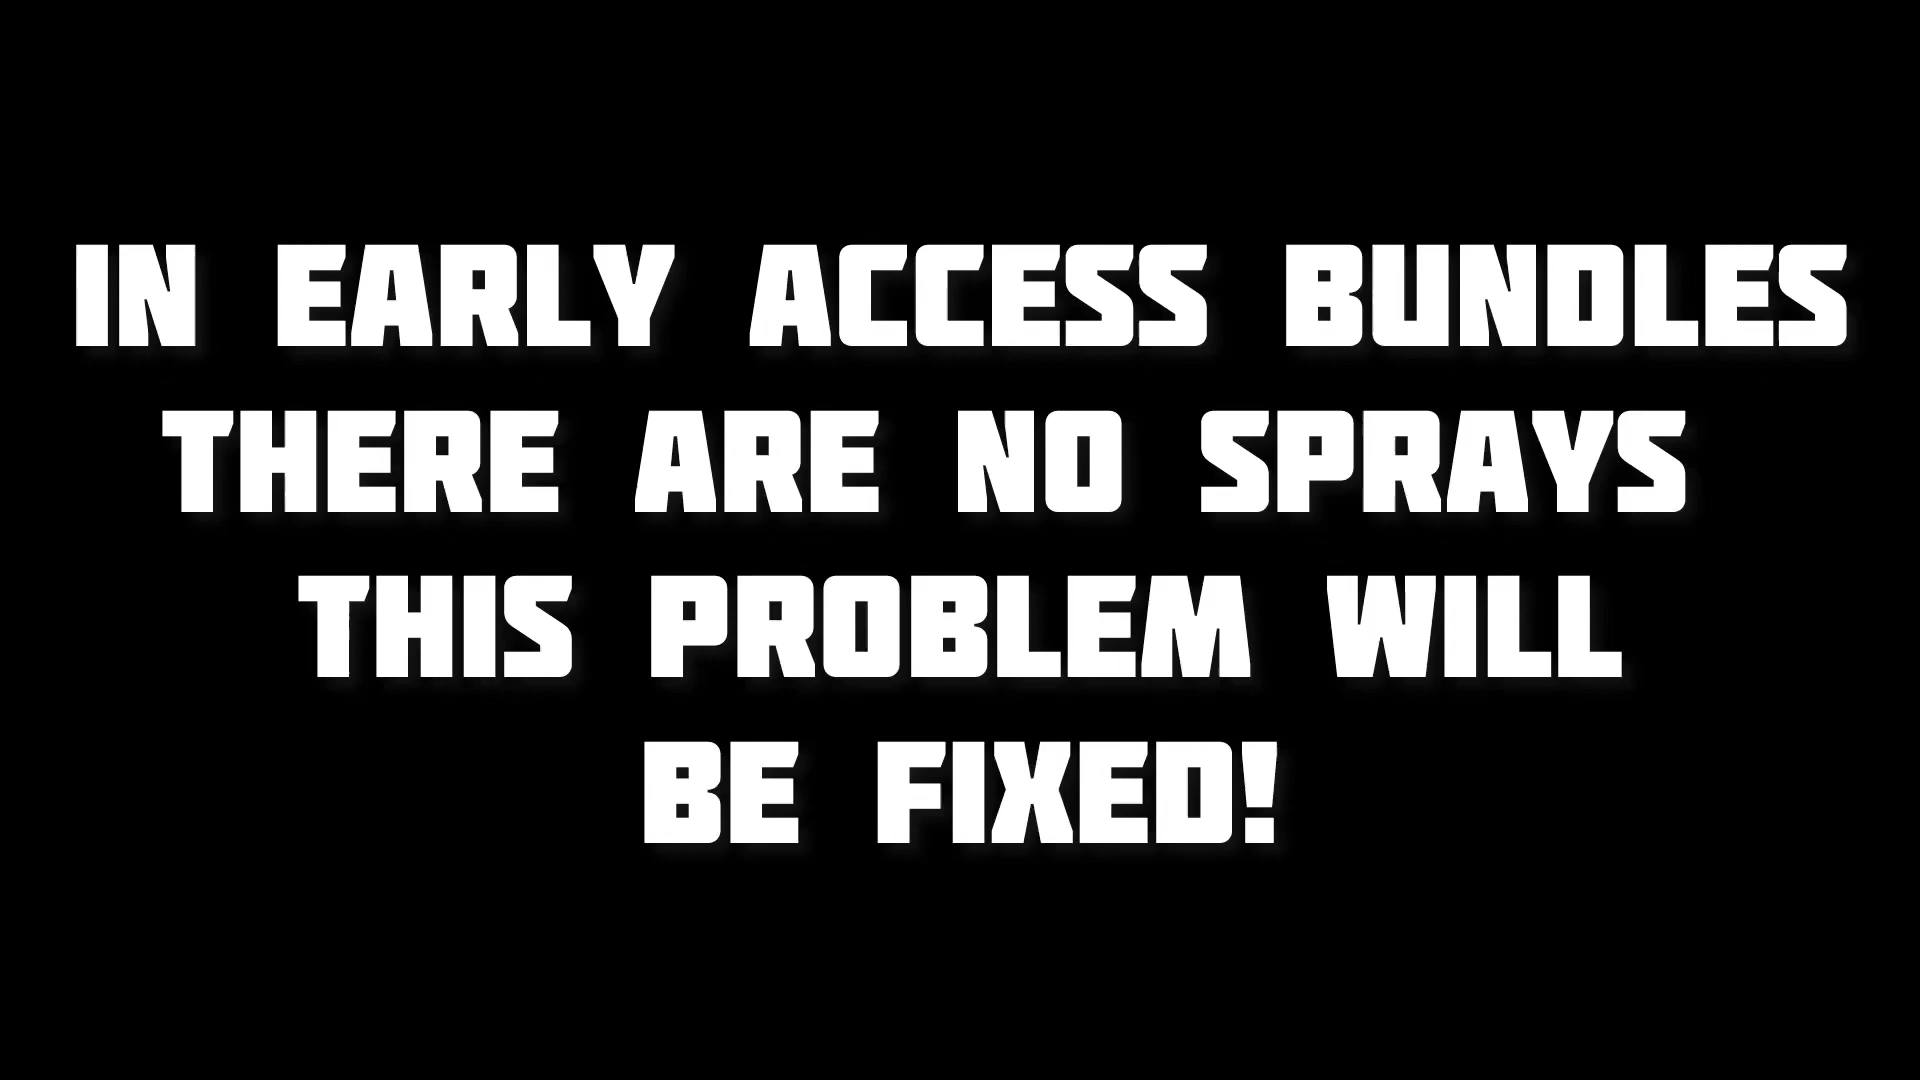 IN EARLY ACCESS BUNDLES
THERE ARE NO SPRAYS
THIS PROBLEM WILL
BE FIXED!